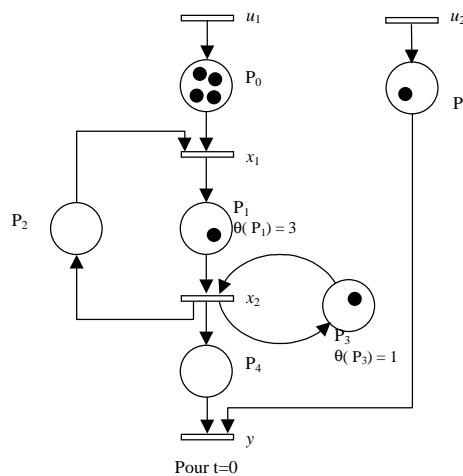 u₁
u₂
P₀
P
x₁
P₁
θ( P₁) = 3
P₂
x₂
P₃
θ( P₃) = 1
P₄
y
Pour t=0